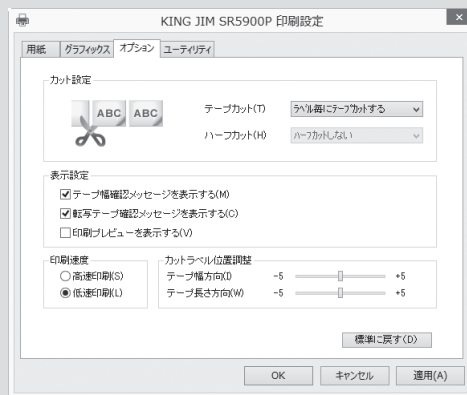 KING JIM SR5900P 印刷設定
用紙 グラフィックス オプション ユーティリティ
カット設定
ABC ABC
テープカット(T) ラベル毎にテープカットする
ハーフカット(H) ハーフカットしない
表示設定
テープ幅確認メッセージを表示する(M)
転写テープ確認メッセージを表示する(C)
印刷プレビューを表示する(V)
印刷速度
高速印刷(S)
低速印刷(L)
カットラベル位置調整
テープ幅方向(I) -5 +5
テープ長さ方向(W) -5 +5
標準に戻す(D)
OK キャンセル 適用(A)